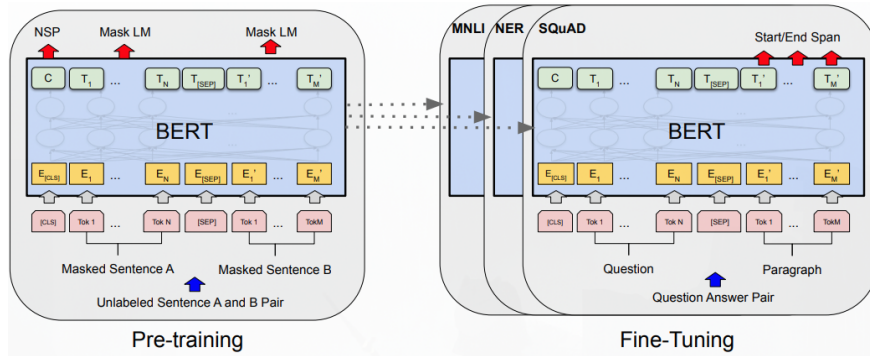 NSP Mask LM Mask LM
C T1 ... TN T[SEP] T1' ... TM'
BERT
E[CLS] E1 ... EN E[SEP] E1' ... EM'
[CLS] Tok 1 ... Tok N [SEP] Tok 1 ... TokM
Masked Sentence A Masked Sentence B
Unlabeled Sentence A and B Pair
Pre-training
MNLI NER SQuAD
Start/End Span
C T1 ... TN T[SEP] T1' ... TM'
BERT
E[CLS] E1 ... EN E[SEP] E1' ... EM'
[CLS] Tok 1 ... Tok N [SEP] Tok 1 ... TokM
Question Paragraph
Question Answer Pair
Fine-Tuning